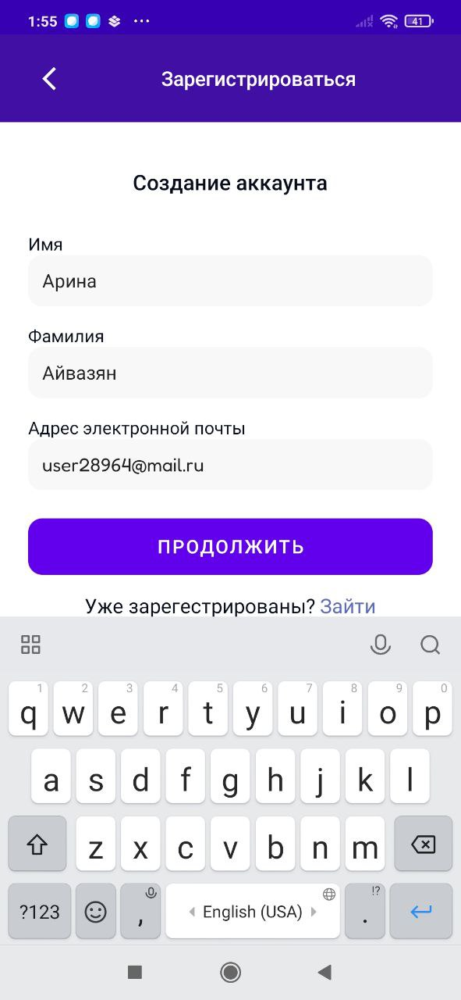 1:55
41
Зарегистрироваться
Создание аккаунта
Имя
Арина
Фамилия
Айвазян
Адрес электронной почты
user28964@mail.ru
ПРОДОЛЖИТЬ
Уже зарегестрированы? Зайти
1 2 3 4 5 6 7 8 9 0
q w e r t y u i o p
a s d f g h j k l
z x c v b n m
!?
?123 , English (USA) .